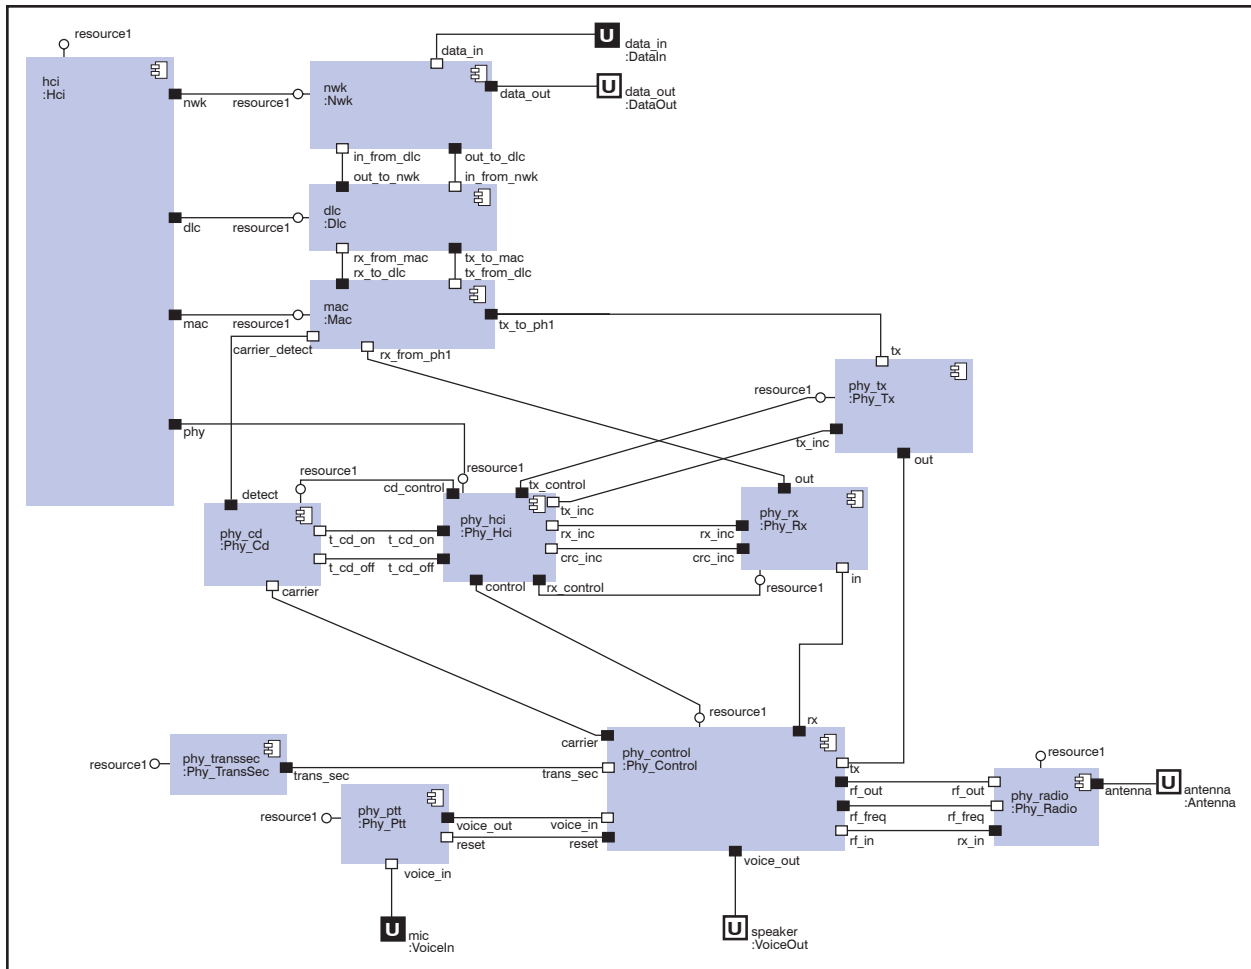 resource1
U
data_in
:DataIn
data_in
hci
:Hci
nwk
:Nwk
U
data_out
:DataOut
data_out
nwk
resource1
in_from_dlc
out_to_dlc
out_to_nwk
in_from_nwk
dlc
:Dlc
dlc
resource1
rx_from_mac
tx_to_mac
rx_to_dlc
tx_from_dlc
mac
:Mac
mac
resource1
tx_to_ph1
carrier_detect
rx_from_ph1
tx
resource1
phy_tx
:Phy_Tx
phy
tx_inc
out
resource1
resource1
cd_control
tx_control
out
detect
tx_inc
phy_cd
:Phy_Cd
phy_hci
:Phy_Hci
phy_rx
:Phy_Rx
t_cd_on
t_cd_on
rx_inc
rx_inc
t_cd_off
t_cd_off
crc_inc
crc_inc
carrier
control
rx_control
resource1
in
resource1
rx
carrier
phy_control
:Phy_Control
resource1
phy_transsec
:Phy_TransSec
trans_sec
trans_sec
tx
resource1
rf_out
rf_out
phy_radio
:Phy_Radio
antenna
U
antenna
:Antenna
resource1
phy_ptt
:Phy_Ptt
voice_out
voice_in
rf_freq
rf_freq
reset
reset
rf_in
rx_in
voice_in
voice_out
U
mic
:VoiceIn
U
speaker
:VoiceOut